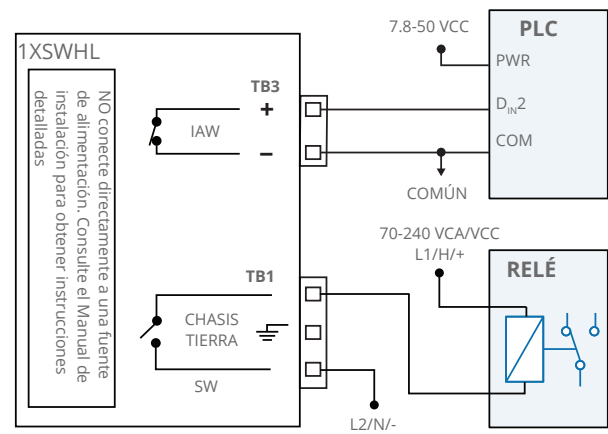 1XSWHL
NO conecte directamente a una fuente
de alimentación. Consulte el Manual de
instalación para obtener instrucciones
detalladas
TB3
+
IAW
–
7.8-50 VCC
PLC
PWR
D_IN2
COM
COMÚN
TB1
CHASIS
TIERRA
SW
70-240 VCA/VCC
L1/H/+
RELÉ
L2/N/-